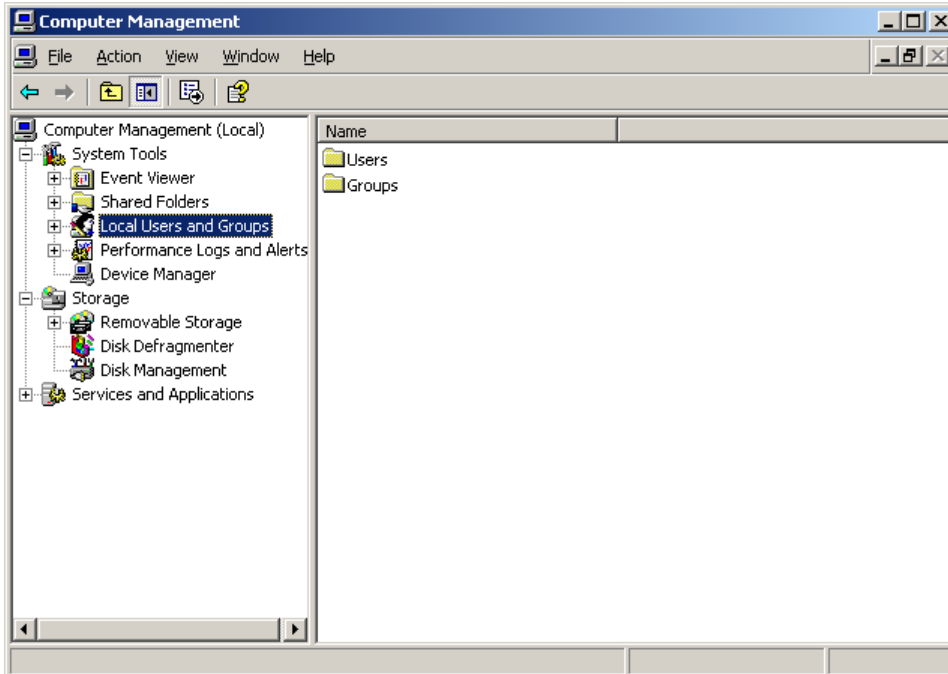 Computer Management
File Action View Window Help
Computer Management (Local)
System Tools
Event Viewer
Shared Folders
Local Users and Groups
Performance Logs and Alerts
Device Manager
Storage
Removable Storage
Disk Defragmenter
Disk Management
Services and Applications
Name
Users
Groups